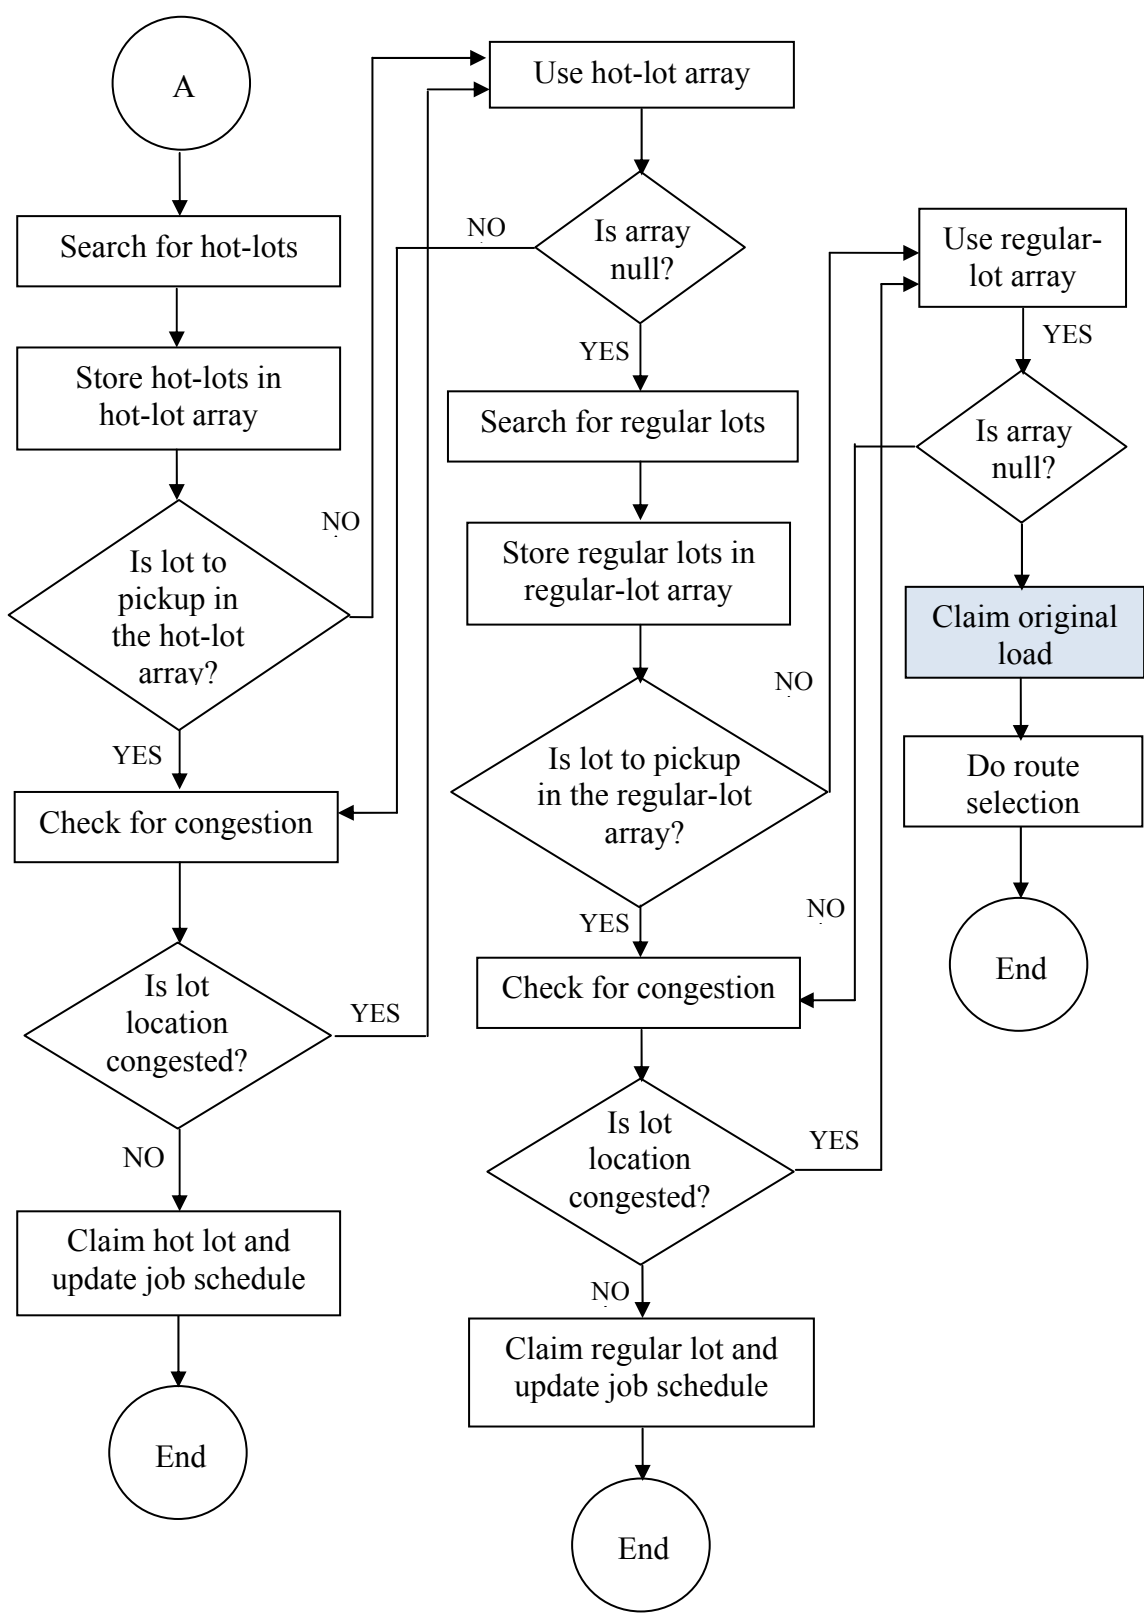 A
Search for hot-lots
Store hot-lots in
hot-lot array
NO
Is lot to
pickup in
the hot-lot
array?
YES
Check for congestion
Is lot
location
congested?
YES
NO
Claim hot lot and
update job schedule
End
Use hot-lot array
NO
Is array
null?
YES
Search for regular lots
Store regular lots in
regular-lot array
NO
Is lot to pickup
in the regular-lot
array?
YES
NO
Check for congestion
Is lot
location
congested?
YES
NO
Claim regular lot and
update job schedule
End
Use regular-
lot array
YES
Is array
null?
Claim original
load
Do route
selection
End